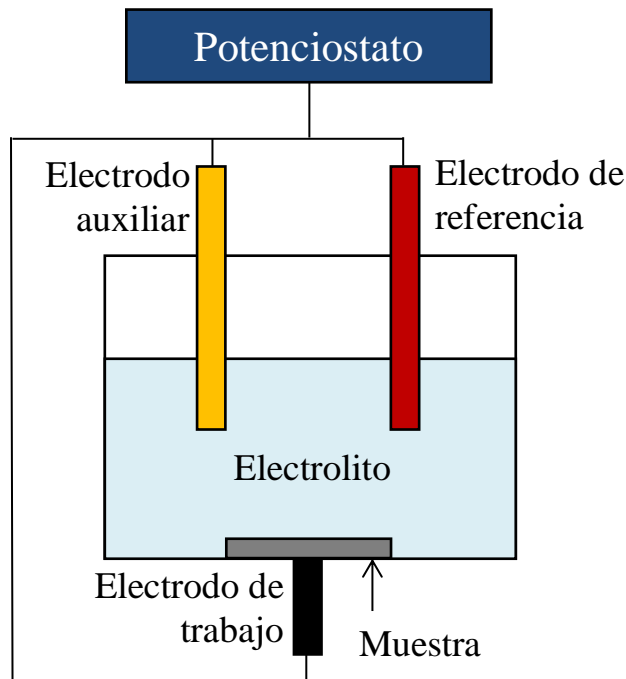 Potenciostato
Electrodo
auxiliar
Electrodo de
referencia
Electrolito
Electrodo de
trabajo
Muestra